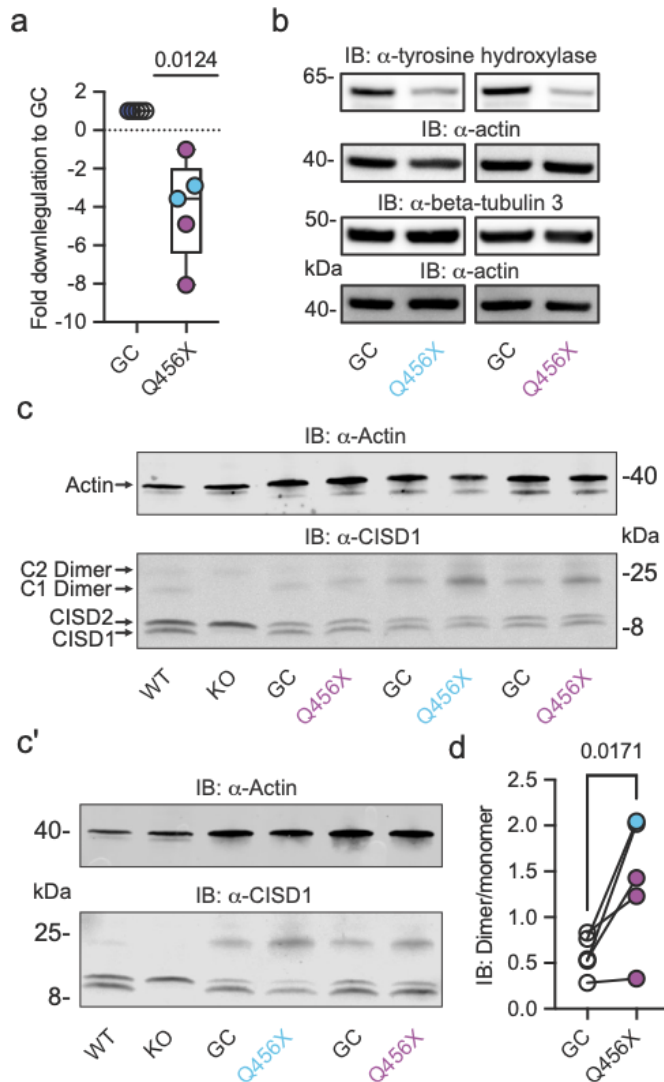 a
0.0124
Fold downlegulation to GC
2
0
-2
-4
-6
-8
-10
GC
Q456X
b
IB: α-tyrosine hydroxylase
65-
IB: α-actin
40-
IB: α-beta-tubulin 3
50-
kDa
IB: α-actin
40-
GC
Q456X
GC
Q456X
c
IB: α-Actin
Actin
-40
IB: α-CISD1
kDa
C2 Dimer
-25
C1 Dimer
CISD2
-8
CISD1
WT
KO
GC
Q456X
GC
Q456X
GC
Q456X
c'
IB: α-Actin
40-
kDa
IB: α-CISD1
25-
8-
WT
KO
GC
Q456X
GC
Q456X
d
0.0171
IB: Dimer/monomer
2.5
2.0
1.5
1.0
0.5
0.0
GC
Q456X